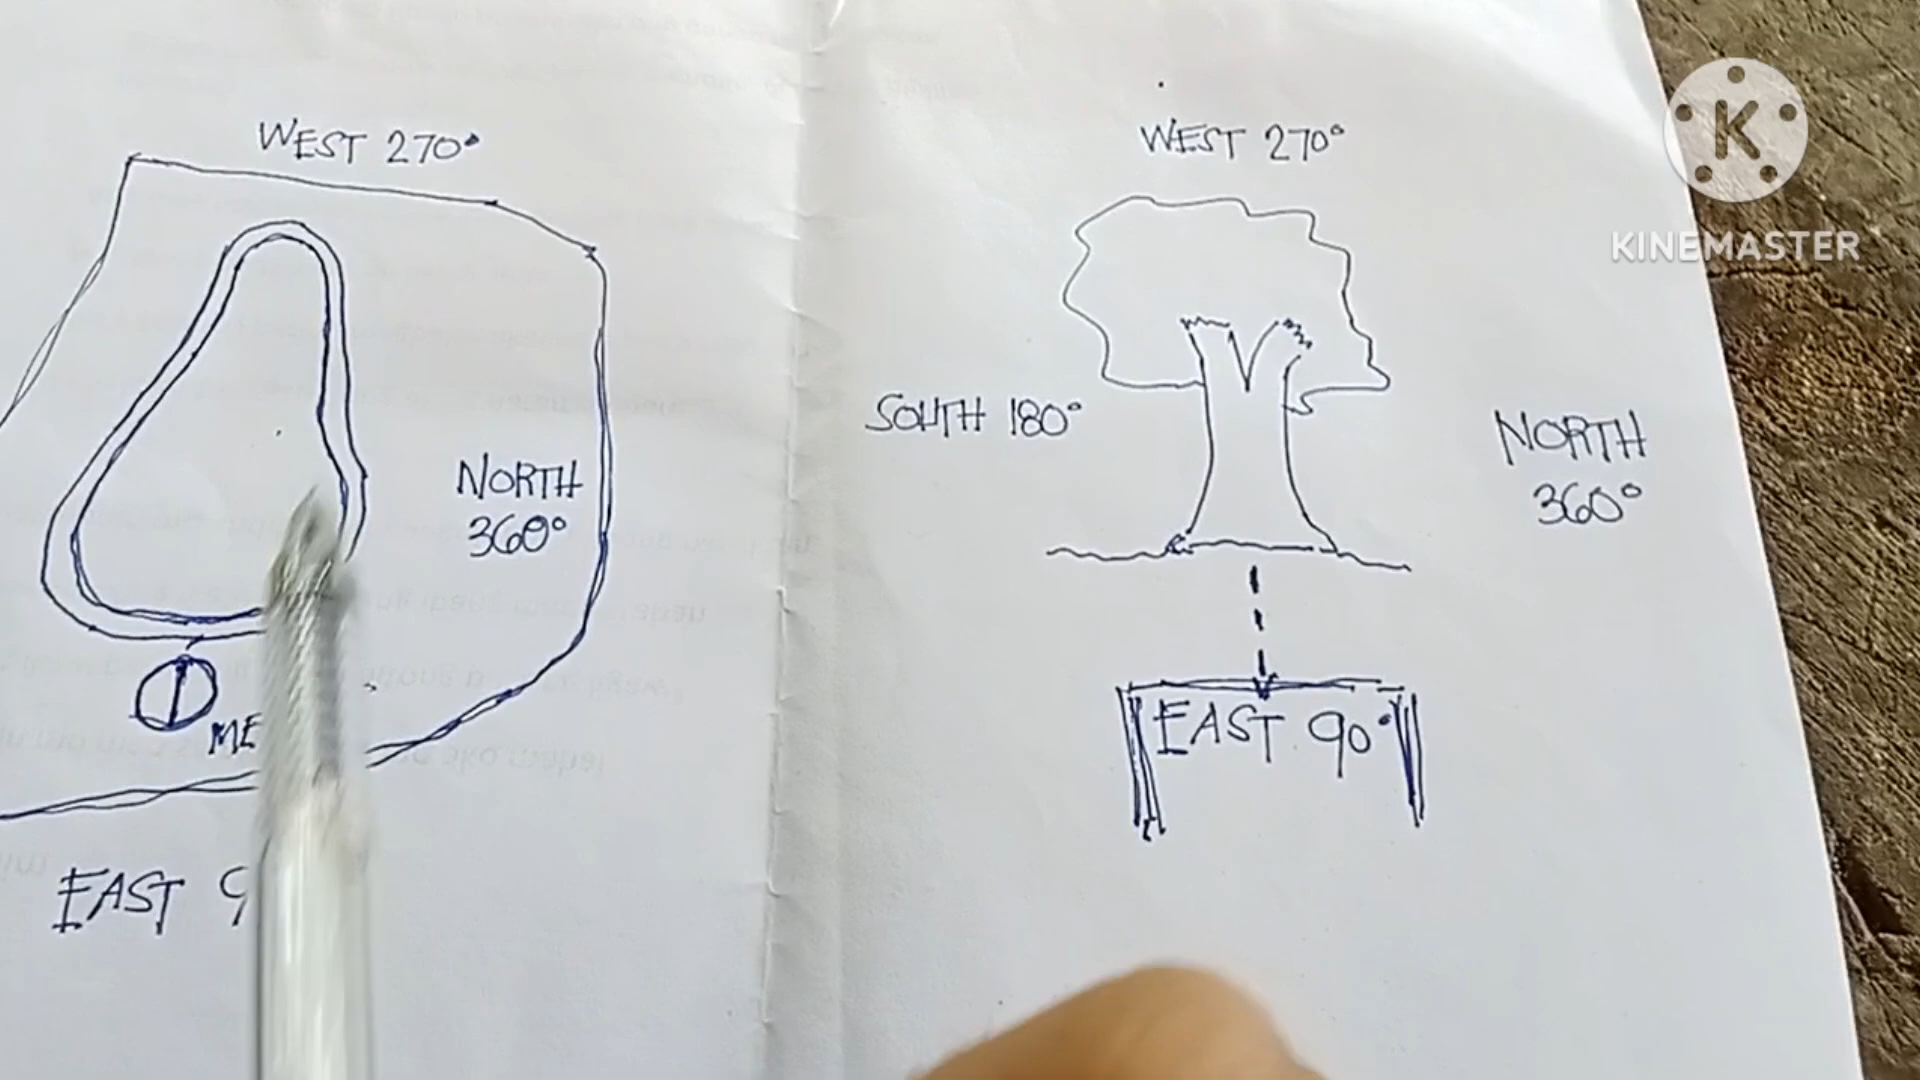 WEST 270°
NORTH
360°
ME
EAST 9
WEST 270°
SOUTH 180°
NORTH
360°
EAST 90°
K
KINEMASTER